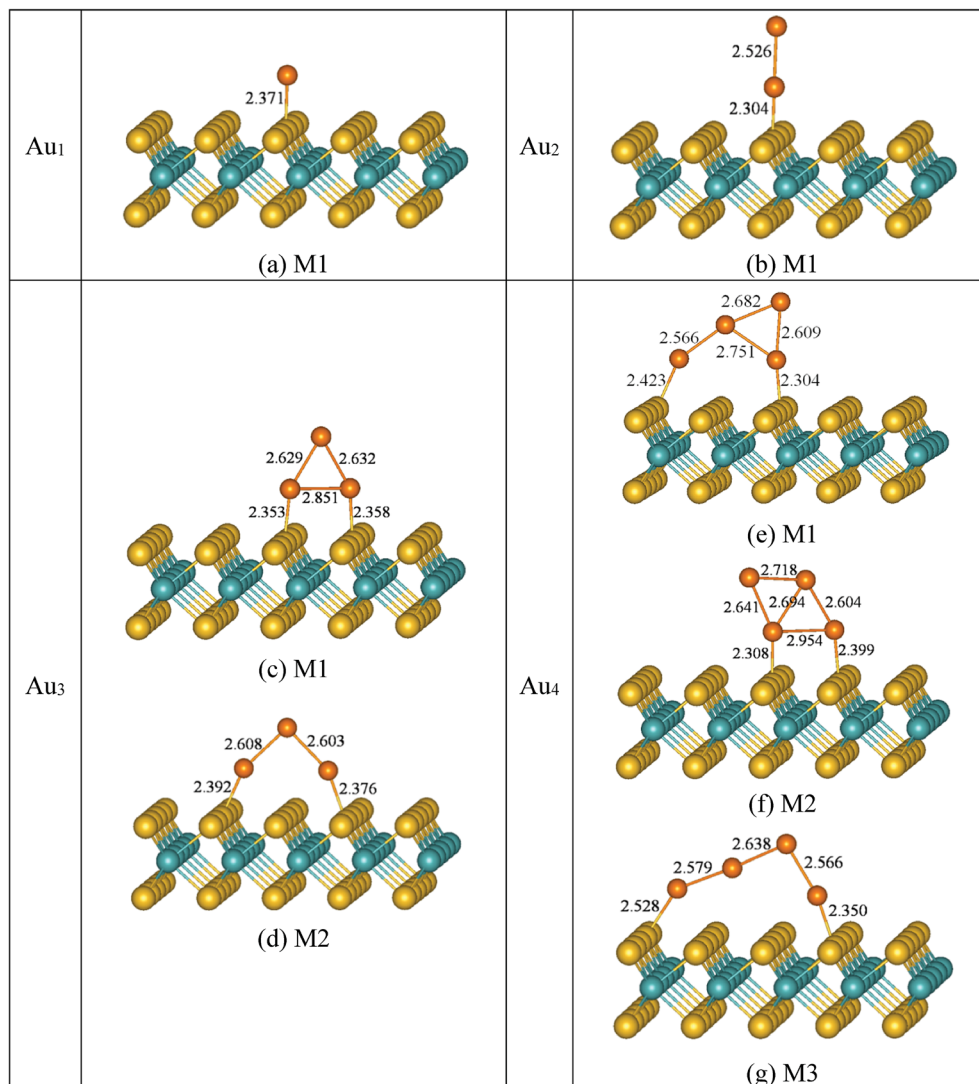 Au1
2.371
(a) M1
Au2
2.526
2.304
(b) M1
Au3
2.629
2.632
2.851
2.353
2.358
(c) M1
2.608
2.603
2.392
2.376
(d) M2
Au4
2.682
2.566
2.609
2.751
2.423
2.304
(e) M1
2.718
2.641
2.694
2.604
2.954
2.308
2.399
(f) M2
2.638
2.579
2.566
2.528
2.350
(g) M3